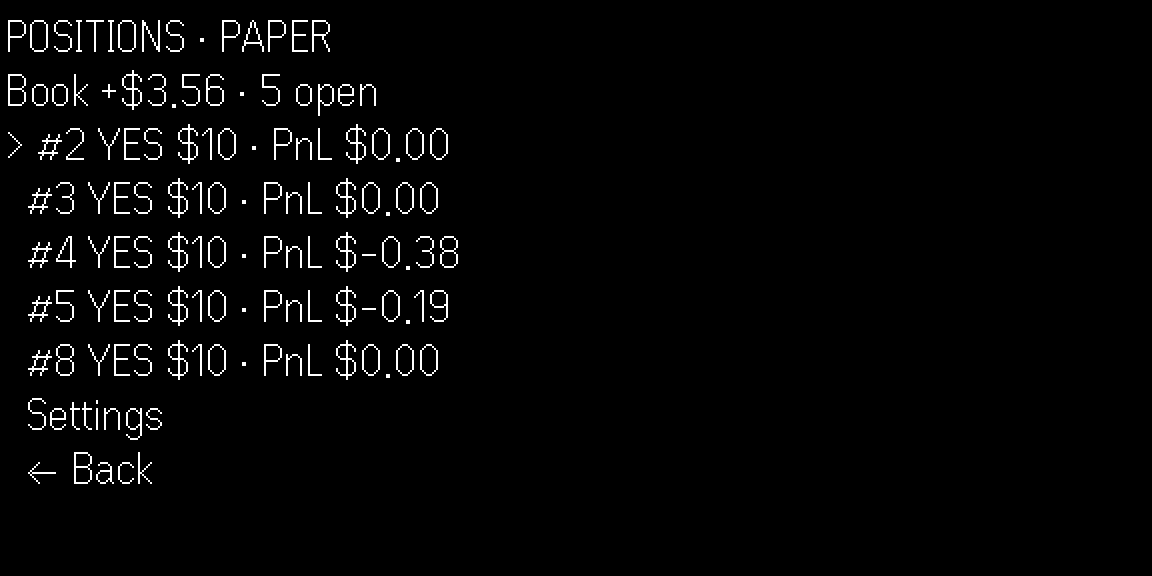 POSITIONS · PAPER
Book +$3.56 · 5 open
> #2 YES $10 · PnL $0.00
#3 YES $10 · PnL $0.00
#4 YES $10 · PnL $-0.38
#5 YES $10 · PnL $-0.19
#8 YES $10 · PnL $0.00
Settings
← Back